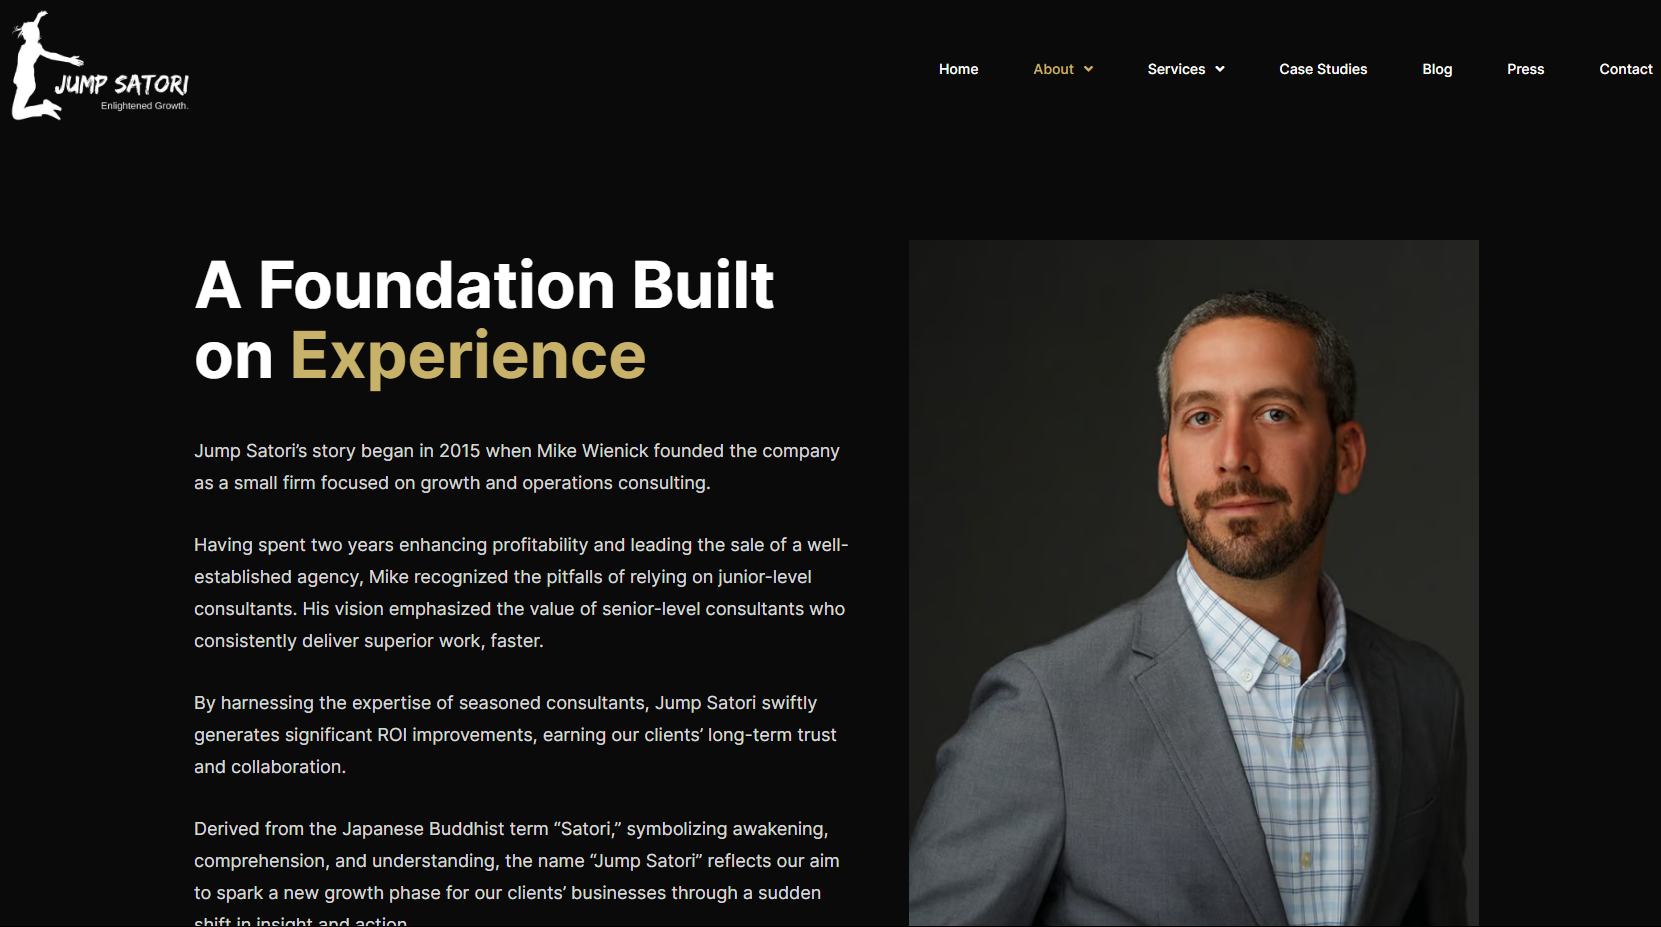 JUMP SATORI
Enlightened Growth.
Home
About
Services
Case Studies
Blog
Press
Contact
A Foundation Built
on Experience
Jump Satori’s story began in 2015 when Mike Wienick founded the company
as a small firm focused on growth and operations consulting.
Having spent two years enhancing profitability and leading the sale of a well-
established agency, Mike recognized the pitfalls of relying on junior-level
consultants. His vision emphasized the value of senior-level consultants who
consistently deliver superior work, faster.
By harnessing the expertise of seasoned consultants, Jump Satori swiftly
generates significant ROI improvements, earning our clients’ long-term trust
and collaboration.
Derived from the Japanese Buddhist term “Satori,” symbolizing awakening,
comprehension, and understanding, the name “Jump Satori” reflects our aim
to spark a new growth phase for our clients’ businesses through a sudden
shift in insight and action.